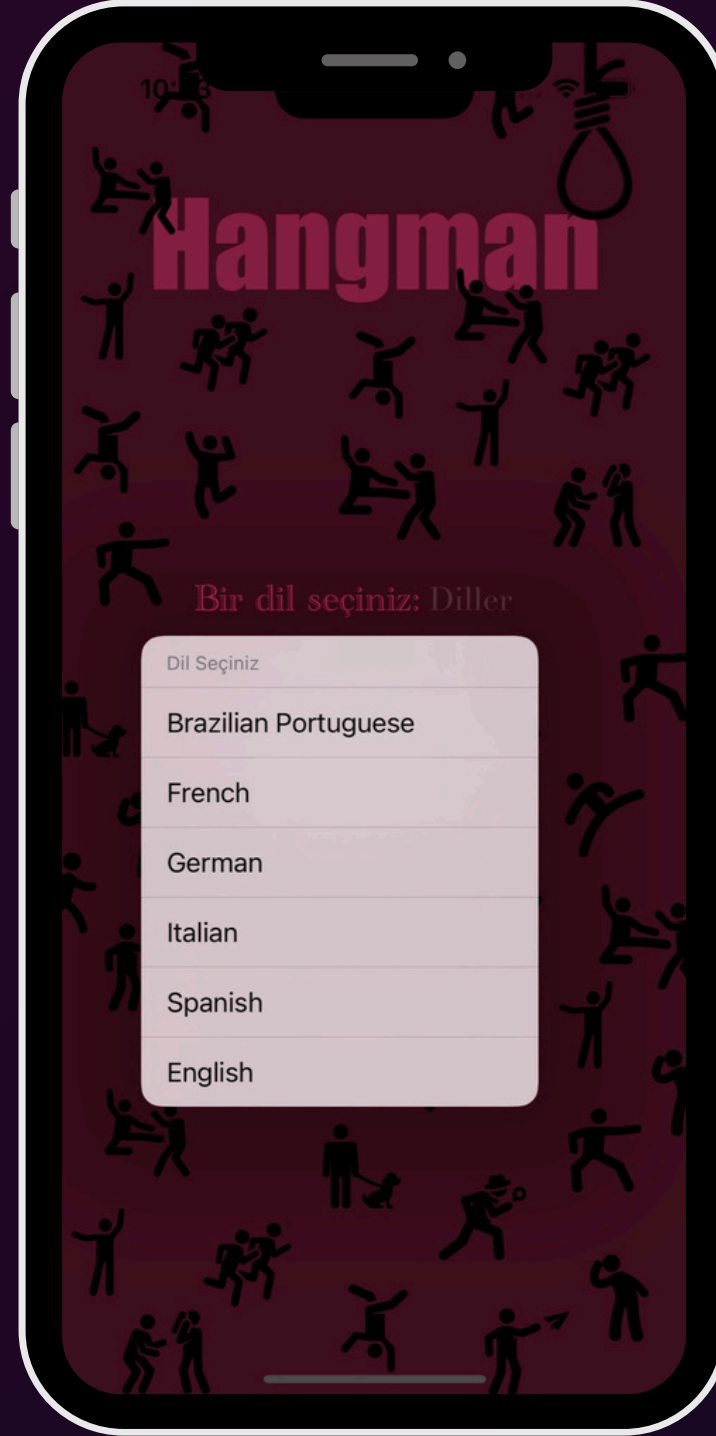 Hangman
Bir dil seçiniz: Diller
Dil Seçiniz
Brazilian Portuguese
French
German
Italian
Spanish
English